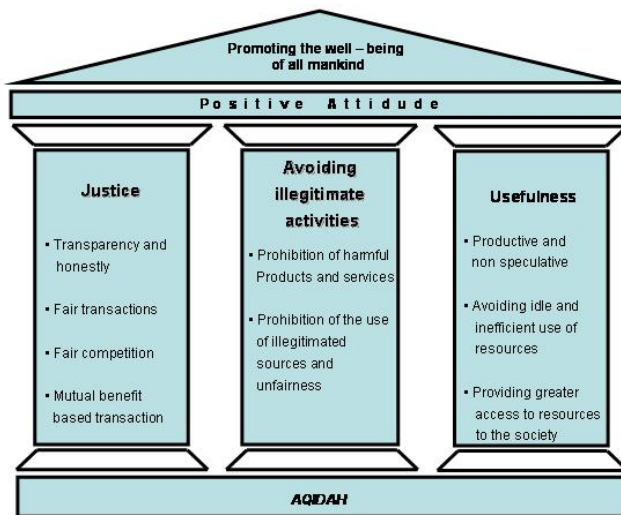 Promoting the well – being
of all mankind
Positive Attidude
Justice
▪ Transparency and
honestly
▪ Fair transactions
▪ Fair competition
▪ Mutual benefit
based transaction
Avoiding
illegitimate
activities
▪ Prohibition of harmful
Products and services
▪ Prohibition of the use
of illegitimated
sources and
unfairness
Usefulness
▪ Productive and
non speculative
▪ Avoiding idle and
inefficient use of
resources
▪ Providing greater
access to resources
to the society
AQIDAH